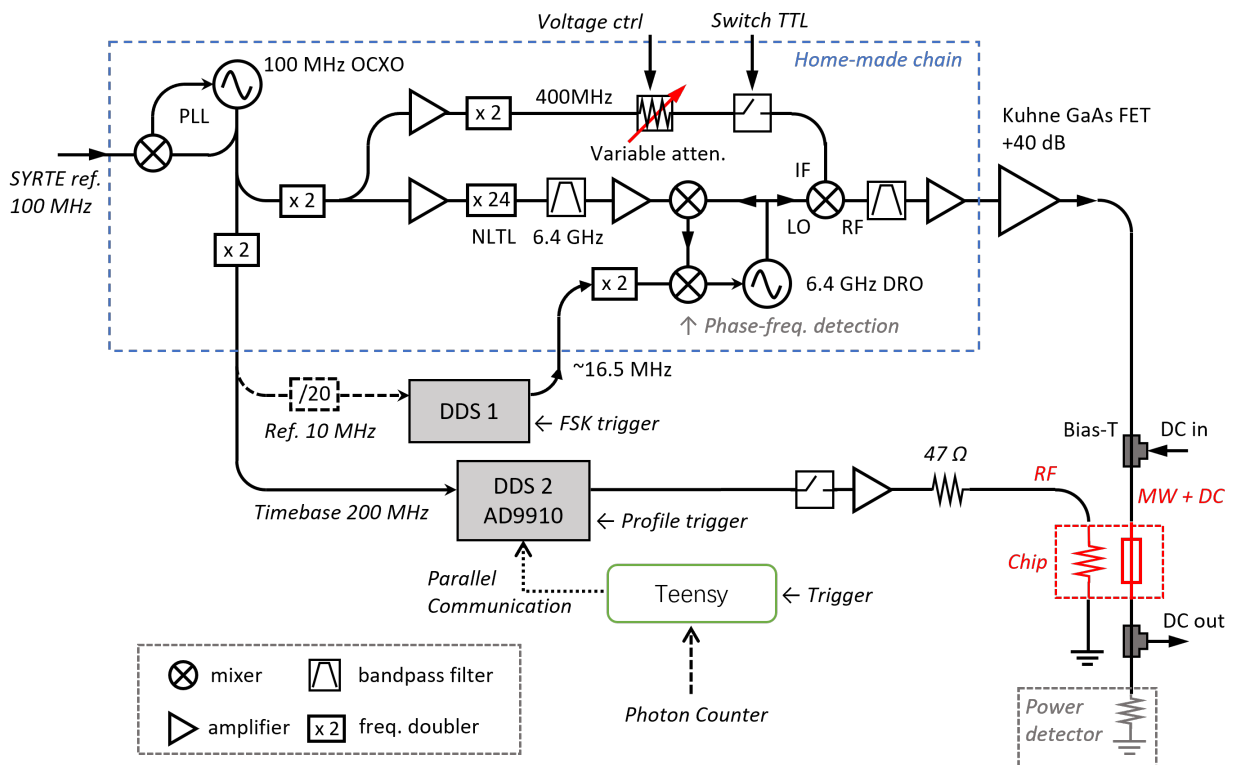 Voltage ctrl
Switch TTL
Home-made chain
100 MHz OCXO
PLL
SYRTE ref.
100 MHz
x 2
400MHz
Variable atten.
IF
Kuhne GaAs FET
+40 dB
x 2
x 24
NLTL
6.4 GHz
LO
RF
x 2
x 2
6.4 GHz DRO
↑ Phase-freq. detection
~16.5 MHz
/20
Ref. 10 MHz
DDS 1
← FSK trigger
Bias-T
DC in
47 Ω
RF
MW + DC
Timebase 200 MHz
DDS 2
AD9910
← Profile trigger
Chip
Parallel
Communication
Teensy
← Trigger
DC out
Photon Counter
Power
detector
mixer
bandpass filter
amplifier
x 2
freq. doubler